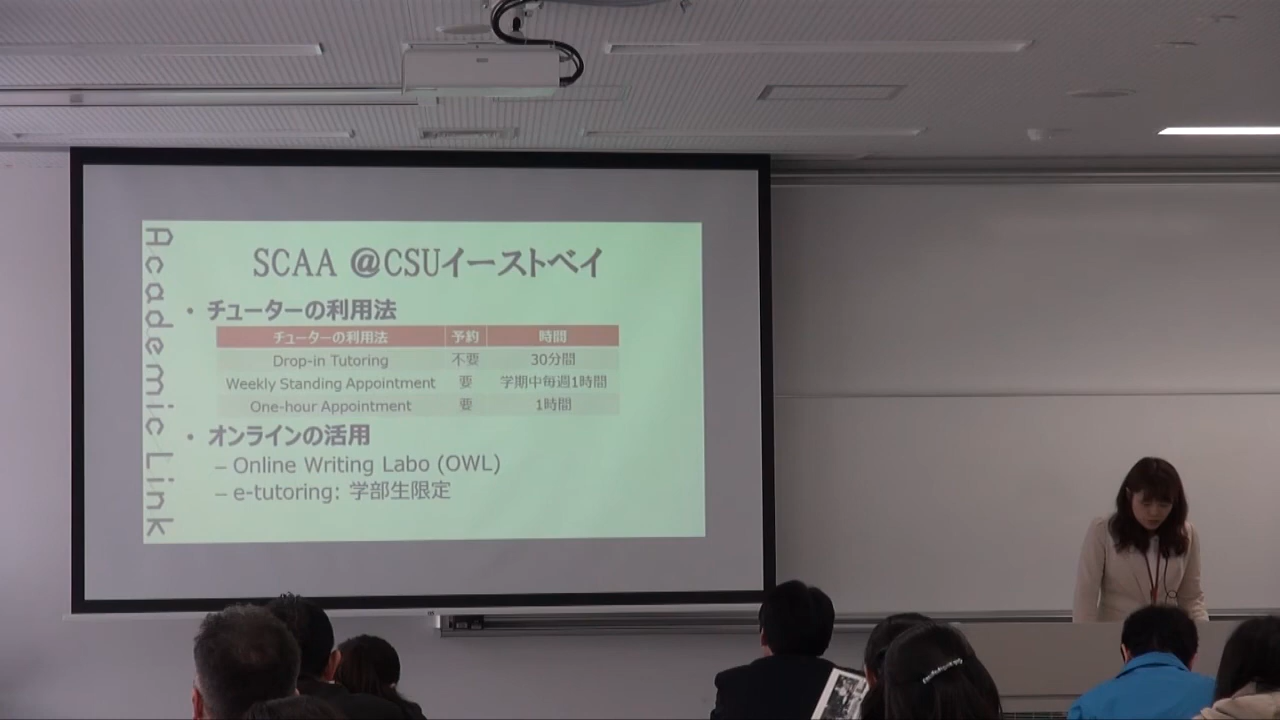 Academic Link
SCAA @CSUイーストベイ
• チューターの利用法
チューターの利用法 予約 時間
Drop-in Tutoring 不要 30分間
Weekly Standing Appointment 要 学期中毎週1時間
One-hour Appointment 要 1時間
• オンラインの活用
– Online Writing Labo (OWL)
– e-tutoring: 学部生限定